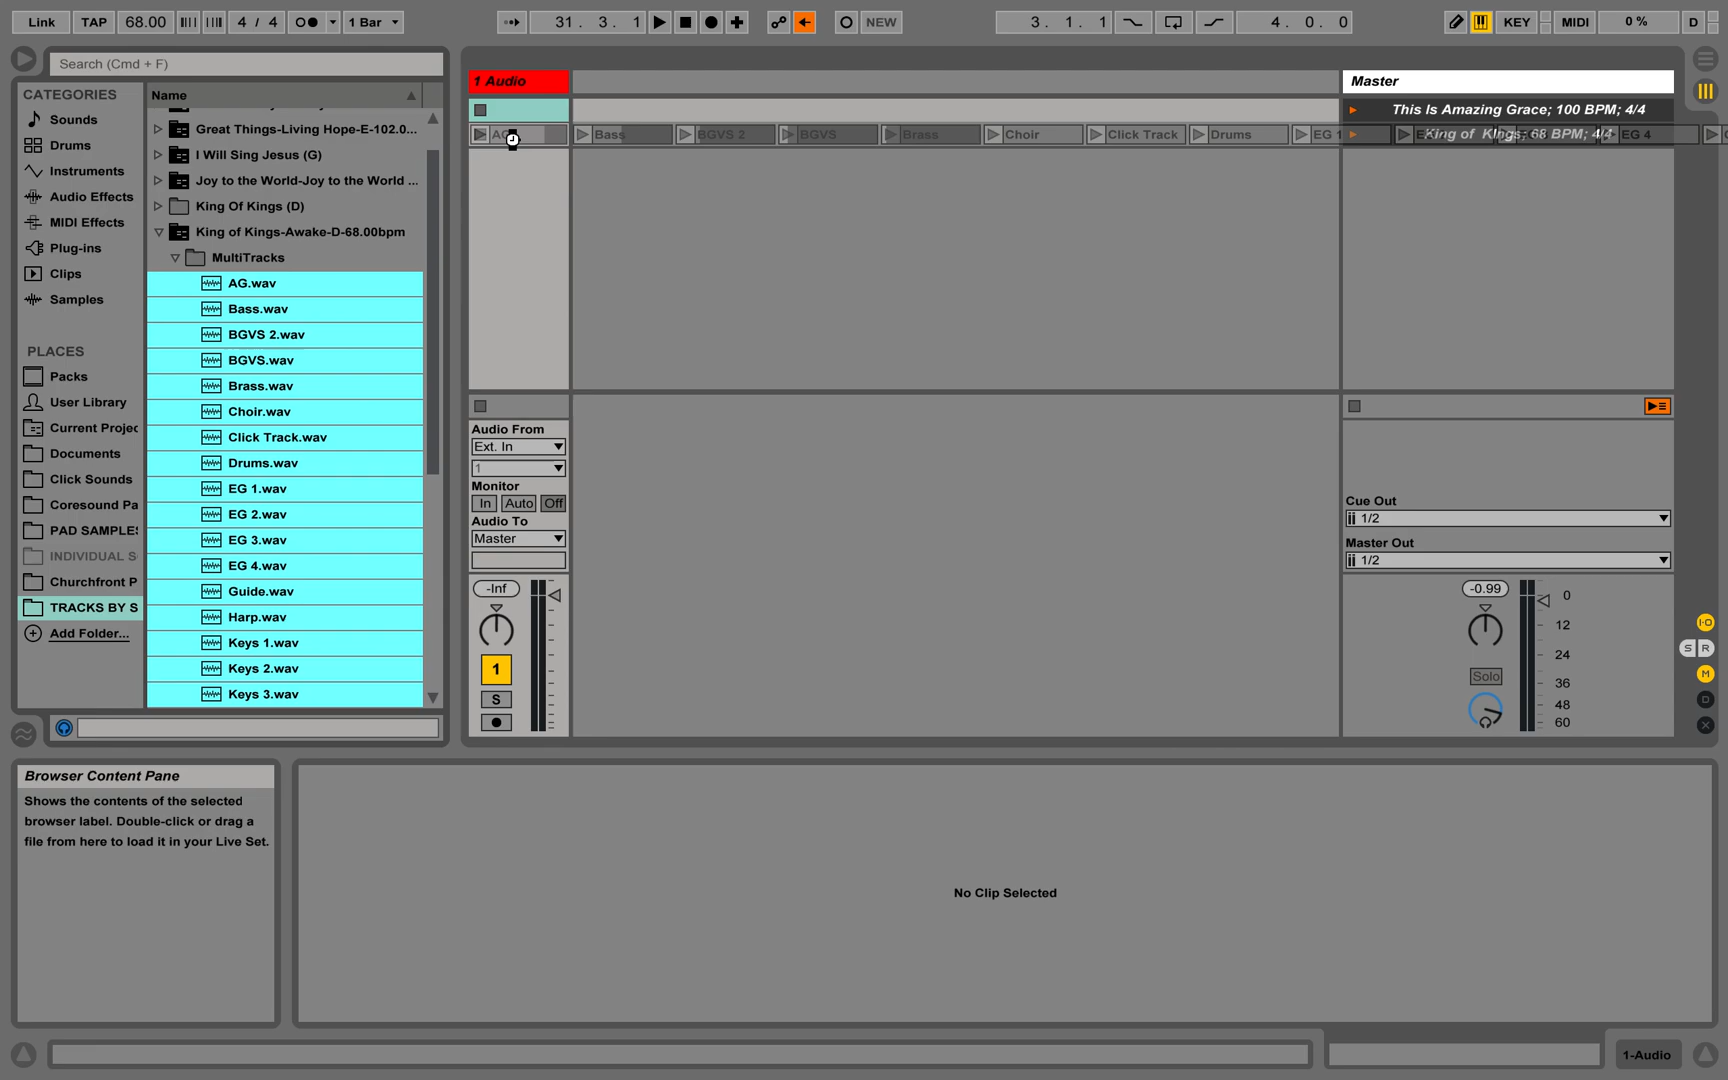 Link TAP 68.00 4 / 4 1 Bar 31. 3. 1 NEW 3. 1. 1 4. 0. 0 KEY MIDI 0 % D
Search (Cmd + F)
CATEGORIES
Sounds
Drums
Instruments
Audio Effects
MIDI Effects
Plug-ins
Clips
Samples
PLACES
Packs
User Library
Current Projec
Documents
Click Sounds
Coresound Pa
PAD SAMPLES
INDIVIDUAL S
Churchfront P
TRACKS BY S
Add Folder...
Name
Great Things-Living Hope-E-102.0...
I Will Sing Jesus (G)
Joy to the World-Joy to the World ...
King Of Kings (D)
King of Kings-Awake-D-68.00bpm
MultiTracks
AG.wav
Bass.wav
BGVS 2.wav
BGVS.wav
Brass.wav
Choir.wav
Click Track.wav
Drums.wav
EG 1.wav
EG 2.wav
EG 3.wav
EG 4.wav
Guide.wav
Harp.wav
Keys 1.wav
Keys 2.wav
Keys 3.wav
1 Audio
Master
This Is Amazing Grace; 100 BPM; 4/4
Bass BGVS 2 BGVS Brass Choir Click Track Drums EG 1 King of Kings; 68 BPM; 4/4 EG 4
Audio From
Ext. In
1
Monitor
In Auto Off
Audio To
Master
-Inf
1
S
Cue Out
1/2
Master Out
1/2
-0.99
0
12
24
36
48
60
Solo
I·O
S R
M
D
X
Browser Content Pane
Shows the contents of the selected
browser label. Double-click or drag a
file from here to load it in your Live Set.
No Clip Selected
1-Audio